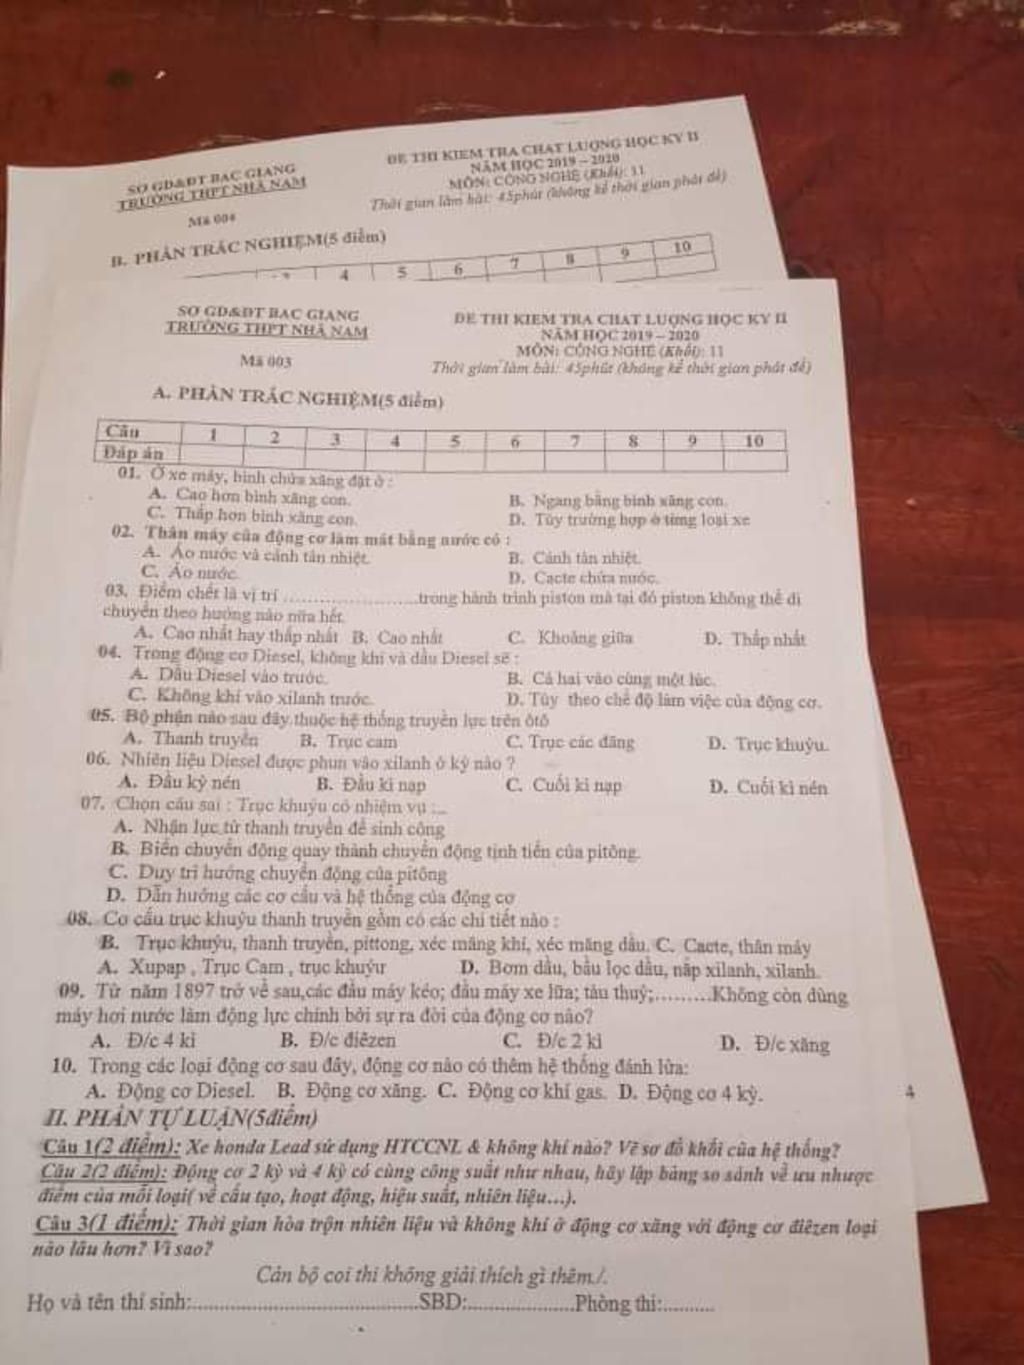 SỞ GD&ĐT BẮC GIANG
TRƯỜNG THPT NHÃ NAM
Mã 004
ĐỀ THI KIỂM TRA CHẤT LƯỢNG HỌC KỲ II
NĂM HỌC 2019 – 2020
MÔN: CÔNG NGHỆ (Khối): 11
Thời gian làm bài: 45phút (không kể thời gian phát đề)
B. PHẦN TRẮC NGHIỆM(5 điểm)
4 5 6 7 8 9 10
SỞ GD&ĐT BẮC GIANG
TRƯỜNG THPT NHÃ NAM
Mã 003
ĐỀ THI KIỂM TRA CHẤT LƯỢNG HỌC KỲ II
NĂM HỌC 2019 – 2020
MÔN: CÔNG NGHỆ (Khối): 11
Thời gian làm bài: 45phút (không kể thời gian phát đề)
A. PHẦN TRẮC NGHIỆM(5 điểm)
Câu 1 2 3 4 5 6 7 8 9 10
Đáp án
01. Ở xe máy, bình chứa xăng đặt ở :
A. Cao hơn bình xăng con. B. Ngang bằng bình xăng con.
C. Thấp hơn bình xăng con. D. Tùy trường hợp ở từng loại xe
02. Thân máy của động cơ làm mát bằng nước có :
A. Áo nước và cánh tản nhiệt. B. Cánh tản nhiệt.
C. Áo nước. D. Cacte chứa nước.
03. Điểm chết là vị trí ........................trong hành trình piston mà tại đó piston không thể di
chuyển theo hướng nào nữa hết.
A. Cao nhất hay thấp nhất B. Cao nhất C. Khoảng giữa D. Thấp nhất
04. Trong động cơ Diesel, không khí và dầu Diesel sẽ :
A. Dầu Diesel vào trước. B. Cả hai vào cùng một lúc.
C. Không khí vào xilanh trước. D. Tùy theo chế độ làm việc của động cơ.
05. Bộ phận nào sau đây thuộc hệ thống truyền lực trên ôtô
A. Thanh truyền B. Trục cam C. Trục các đăng D. Trục khuỷu.
06. Nhiên liệu Diesel được phun vào xilanh ở kỳ nào ?
A. Đầu kỳ nén B. Đầu kì nạp C. Cuối kì nạp D. Cuối kì nén
07. Chọn câu sai : Trục khuỷu có nhiệm vụ :...
A. Nhận lực từ thanh truyền để sinh công
B. Biến chuyển động quay thành chuyển động tịnh tiến của pitông.
C. Duy trì hướng chuyển động của pitông
D. Dẫn hướng các cơ cấu và hệ thống của động cơ
08. Cơ cấu trục khuỷu thanh truyền gồm có các chi tiết nào :
B. Trục khuỷu, thanh truyền, pittong, xéc măng khí, xéc măng dầu. C. Cacte, thân máy
A. Xupap , Trục Cam , trục khuỷu D. Bơm dầu, bầu lọc dầu, nắp xilanh, xilanh.
09. Từ năm 1897 trở về sau,các đầu máy kéo; đầu máy xe lửa; tàu thuỷ;.........Không còn dùng
máy hơi nước làm động lực chính bởi sự ra đời của động cơ nào?
A. Đ/c 4 kì B. Đ/c điêzen C. Đ/c 2 kì D. Đ/c xăng
10. Trong các loại động cơ sau đây, động cơ nào có thêm hệ thống đánh lửa:
A. Động cơ Diesel. B. Động cơ xăng. C. Động cơ khí gas. D. Động cơ 4 kỳ.
4
II. PHẦN TỰ LUẬN(5điểm)
Câu 1(2 điểm): Xe honda Lead sử dụng HTCCNL & không khí nào? Vẽ sơ đồ khối của hệ thống?
Câu 2(2 điểm): Động cơ 2 kỳ và 4 kỳ có cùng công suất như nhau, hãy lập bảng so sánh về ưu nhược
điểm của mỗi loại( về cấu tạo, hoạt động, hiệu suất, nhiên liệu...).
Câu 3(1 điểm): Thời gian hòa trộn nhiên liệu và không khí ở động cơ xăng với động cơ điêzen loại
nào lâu hơn? Vì sao?
Cán bộ coi thi không giải thích gì thêm./.
Họ và tên thí sinh:......................................SBD:..................Phòng thi:.........